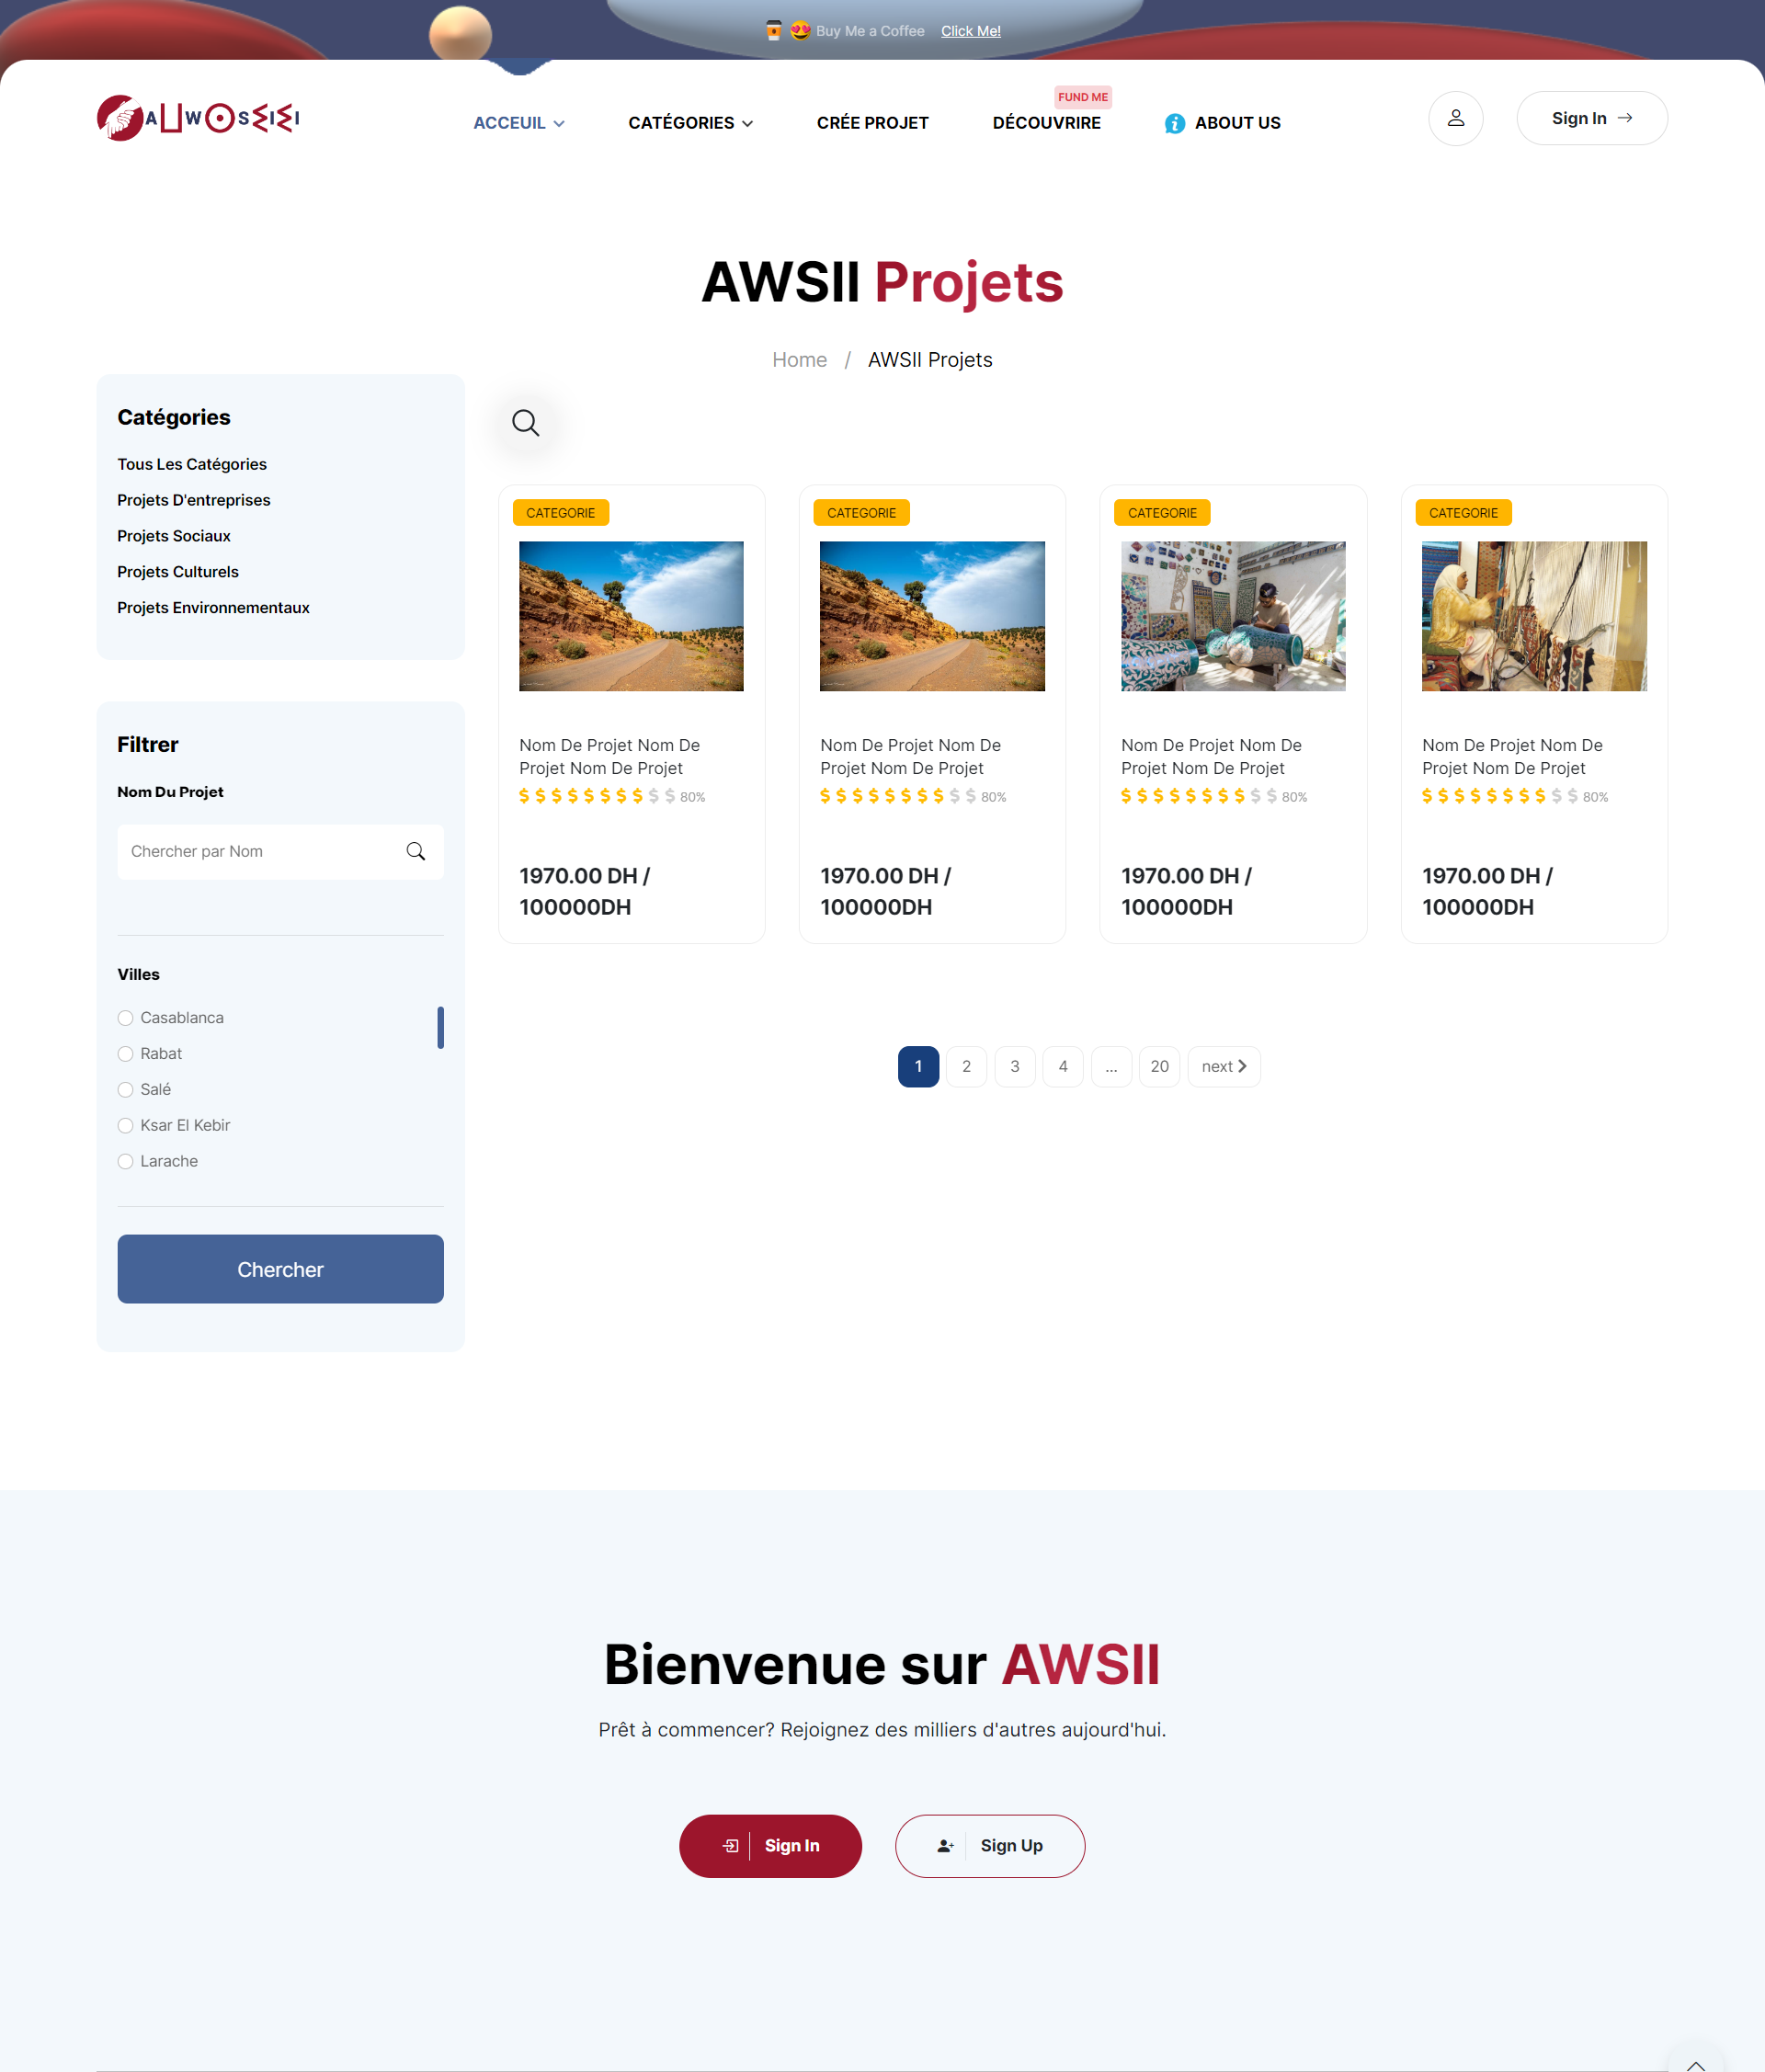 Buy Me a Coffee Click Me!
FUND ME
ACCEUIL CATÉGORIES CRÉE PROJET DÉCOUVRIRE ABOUT US Sign In
AWSII Projets
Home / AWSII Projets
Catégories
Tous Les Catégories
Projets D'entreprises
Projets Sociaux
Projets Culturels
Projets Environnementaux
Filtrer
Nom Du Projet
Chercher par Nom
Villes
Casablanca
Rabat
Salé
Ksar El Kebir
Larache
Chercher
CATEGORIE
Nom De Projet Nom De
Projet Nom De Projet
$ $ $ $ $ $ $ $ $ $ 80%
1970.00 DH /
100000DH
CATEGORIE
Nom De Projet Nom De
Projet Nom De Projet
$ $ $ $ $ $ $ $ $ $ 80%
1970.00 DH /
100000DH
CATEGORIE
Nom De Projet Nom De
Projet Nom De Projet
$ $ $ $ $ $ $ $ $ $ 80%
1970.00 DH /
100000DH
CATEGORIE
Nom De Projet Nom De
Projet Nom De Projet
$ $ $ $ $ $ $ $ $ $ 80%
1970.00 DH /
100000DH
1 2 3 4 ... 20 next
Bienvenue sur AWSII
Prêt à commencer? Rejoignez des milliers d'autres aujourd'hui.
Sign In
Sign Up